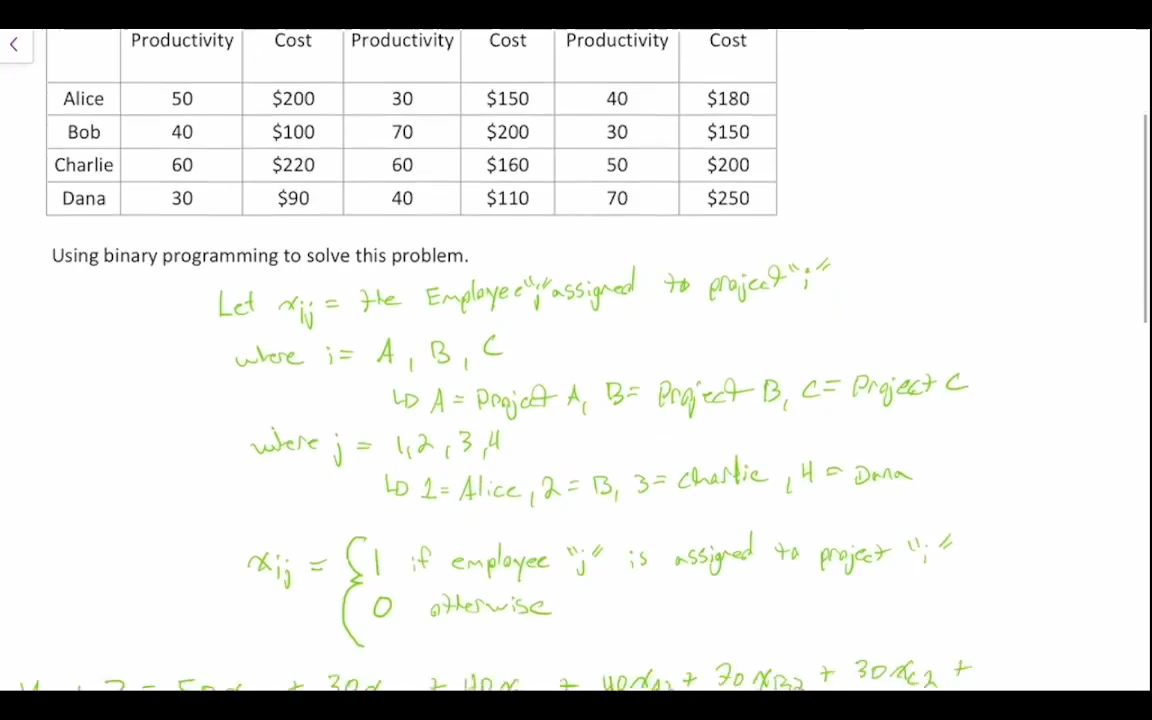 Productivity Cost Productivity Cost Productivity Cost
Alice 50 $200 30 $150 40 $180
Bob 40 $100 70 $200 30 $150
Charlie 60 $220 60 $160 50 $200
Dana 30 $90 40 $110 70 $250
Using binary programming to solve this problem.
Let xij = the Employee "j" assigned to project "i"
where i = A, B, C
↳ A = Project A, B = Project B, C = Project C
where j = 1, 2, 3, 4
↳ 1 = Alice, 2 = B, 3 = Charlie, 4 = Dana
xij = { 1 if employee "j" is assigned to project "i"
0 otherwise
Z = 50x + 30x + 40x + 40xA2 + 70xB2 + 30xC2 +